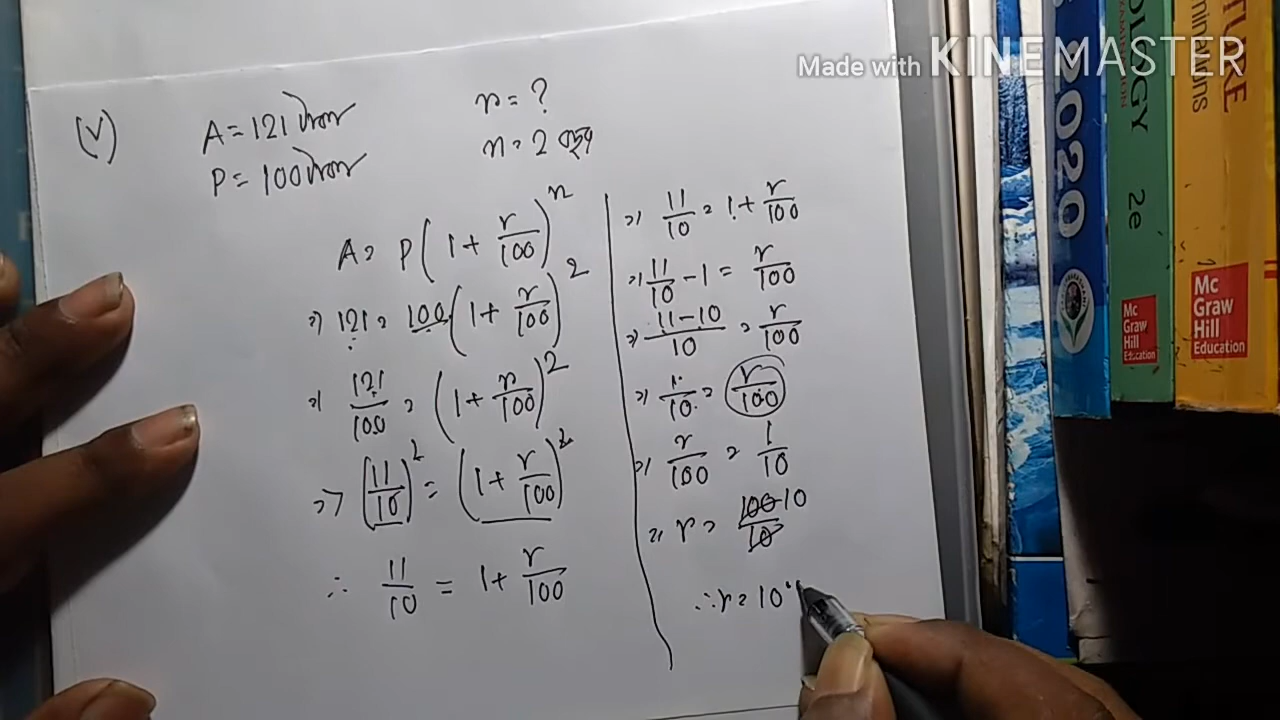 Made with KINEMASTER
(V)
A = 121
P = 100
r = ?
n = 2
A = P(1 + r/100)^n
⇒ 121 = 100(1 + r/100)^2
⇒ 121/100 = (1 + r/100)^2
⇒ (11/10)^2 = (1 + r/100)^2
∴ 11/10 = 1 + r/100
⇒ 11/10 = 1 + r/100
⇒ 11/10 - 1 = r/100
⇒ 11-10/10 = r/100
⇒ 1/10 = r/100
⇒ r/100 = 1/10
⇒ r = 100/10 10
∴ r = 10
2020
OLOGY
2e
TURE
Mc
Graw
Hill
Education
Mc
Graw
Hill
Education